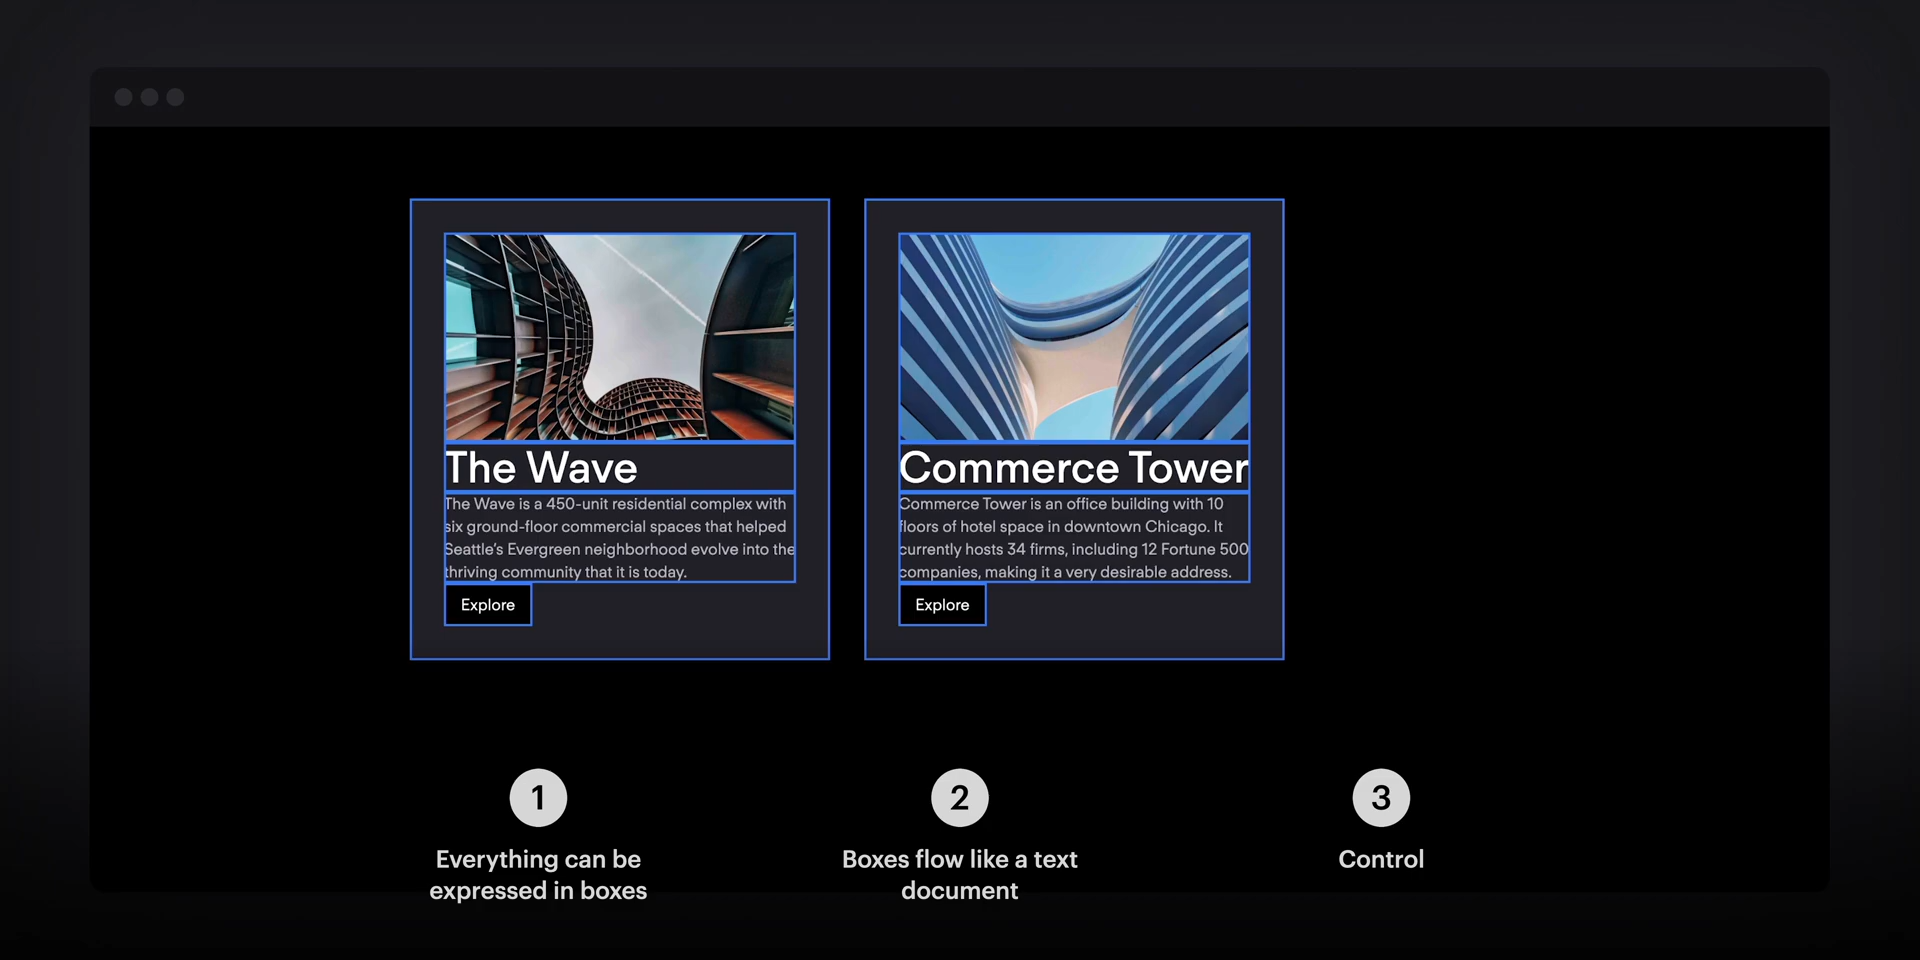 The Wave
The Wave is a 450-unit residential complex with
six ground-floor commercial spaces that helped
Seattle’s Evergreen neighborhood evolve into the
thriving community that it is today.
Explore
Commerce Tower
Commerce Tower is an office building with 10
floors of hotel space in downtown Chicago. It
currently hosts 34 firms, including 12 Fortune 500
companies, making it a very desirable address.
Explore
1
Everything can be
expressed in boxes
2
Boxes flow like a text
document
3
Control